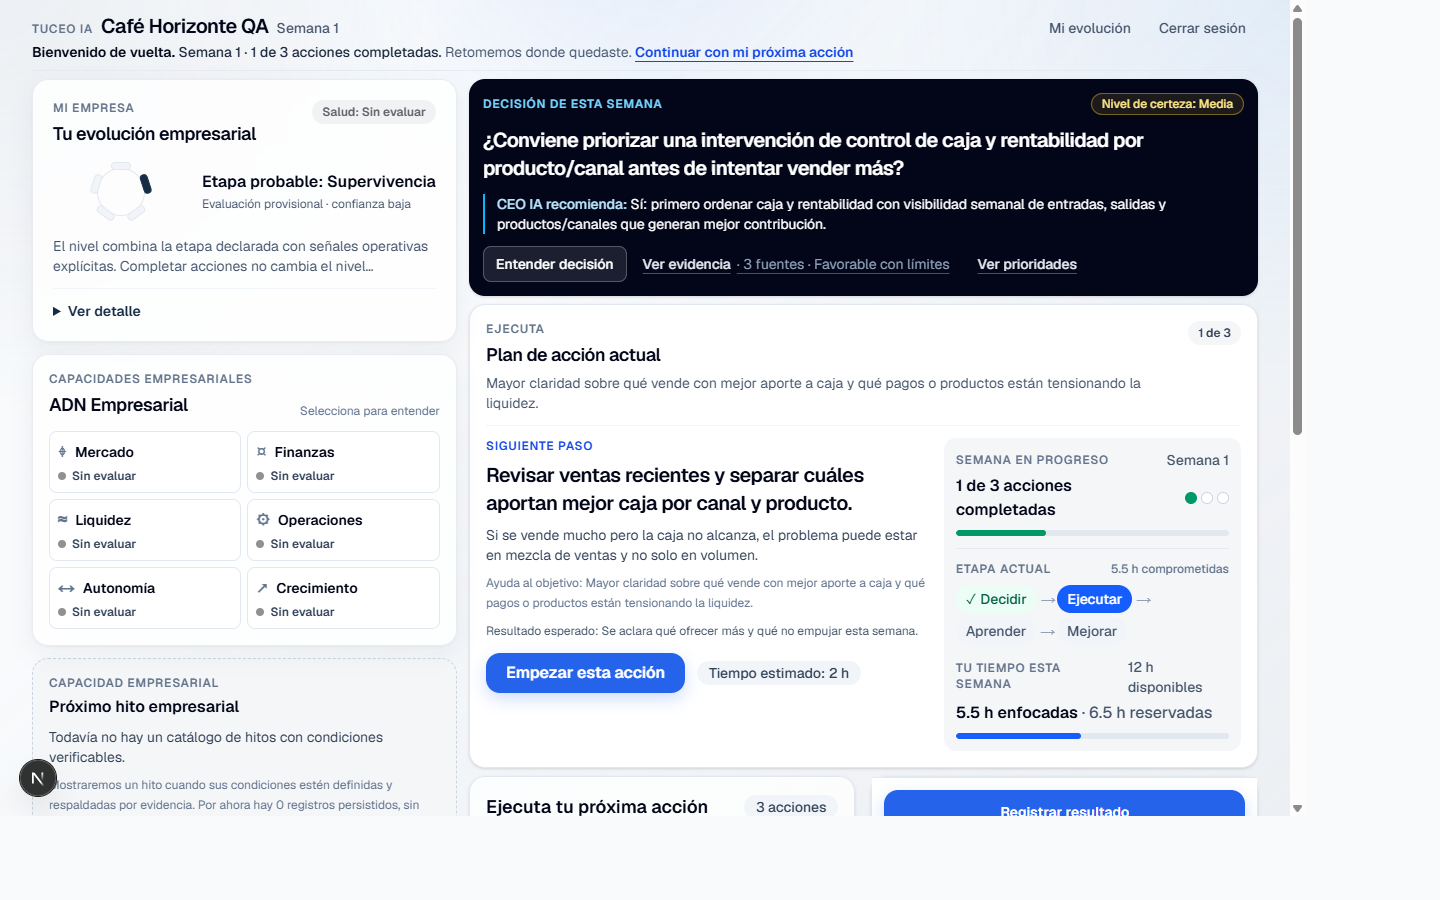 TUCEO IA Café Horizonte QA Semana 1
Mi evolución Cerrar sesión
Bienvenido de vuelta. Semana 1 · 1 de 3 acciones completadas. Retomemos donde quedaste. Continuar con mi próxima acción
MI EMPRESA
Salud: Sin evaluar
Tu evolución empresarial
Etapa probable: Supervivencia
Evaluación provisional · confianza baja
El nivel combina la etapa declarada con señales operativas
explícitas. Completar acciones no cambia el nivel…
Ver detalle
CAPACIDADES EMPRESARIALES
ADN Empresarial
Selecciona para entender
Mercado
Sin evaluar
Finanzas
Sin evaluar
Liquidez
Sin evaluar
Operaciones
Sin evaluar
Autonomía
Sin evaluar
Crecimiento
Sin evaluar
CAPACIDAD EMPRESARIAL
Próximo hito empresarial
Todavía no hay un catálogo de hitos con condiciones
verificables.
Mostraremos un hito cuando sus condiciones estén definidas y
respaldadas por evidencia. Por ahora hay 0 registros persistidos, sin
N
DECISIÓN DE ESTA SEMANA
Nivel de certeza: Media
¿Conviene priorizar una intervención de control de caja y rentabilidad por
producto/canal antes de intentar vender más?
CEO IA recomienda: Sí: primero ordenar caja y rentabilidad con visibilidad semanal de entradas, salidas y
productos/canales que generan mejor contribución.
Entender decisión
Ver evidencia · 3 fuentes · Favorable con límites
Ver prioridades
EJECUTA
1 de 3
Plan de acción actual
Mayor claridad sobre qué vende con mejor aporte a caja y qué pagos o productos están tensionando la
liquidez.
SIGUIENTE PASO
Revisar ventas recientes y separar cuáles
aportan mejor caja por canal y producto.
Si se vende mucho pero la caja no alcanza, el problema puede estar
en mezcla de ventas y no solo en volumen.
Ayuda al objetivo: Mayor claridad sobre qué vende con mejor aporte a caja y qué
pagos o productos están tensionando la liquidez.
Resultado esperado: Se aclara qué ofrecer más y qué no empujar esta semana.
Empezar esta acción
Tiempo estimado: 2 h
SEMANA EN PROGRESO
Semana 1
1 de 3 acciones
completadas
ETAPA ACTUAL
5.5 h comprometidas
✓ Decidir → Ejecutar →
Aprender → Mejorar
TU TIEMPO ESTA
SEMANA
12 h
disponibles
5.5 h enfocadas · 6.5 h reservadas
Ejecuta tu próxima acción
3 acciones
Registrar resultado